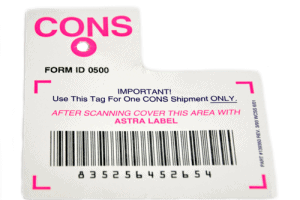 CONS
FORM ID 0500
IMPORTANT!
Use This Tag For One CONS Shipment ONLY.
AFTER SCANNING COVER THIS AREA WITH
ASTRA LABEL
835256452654